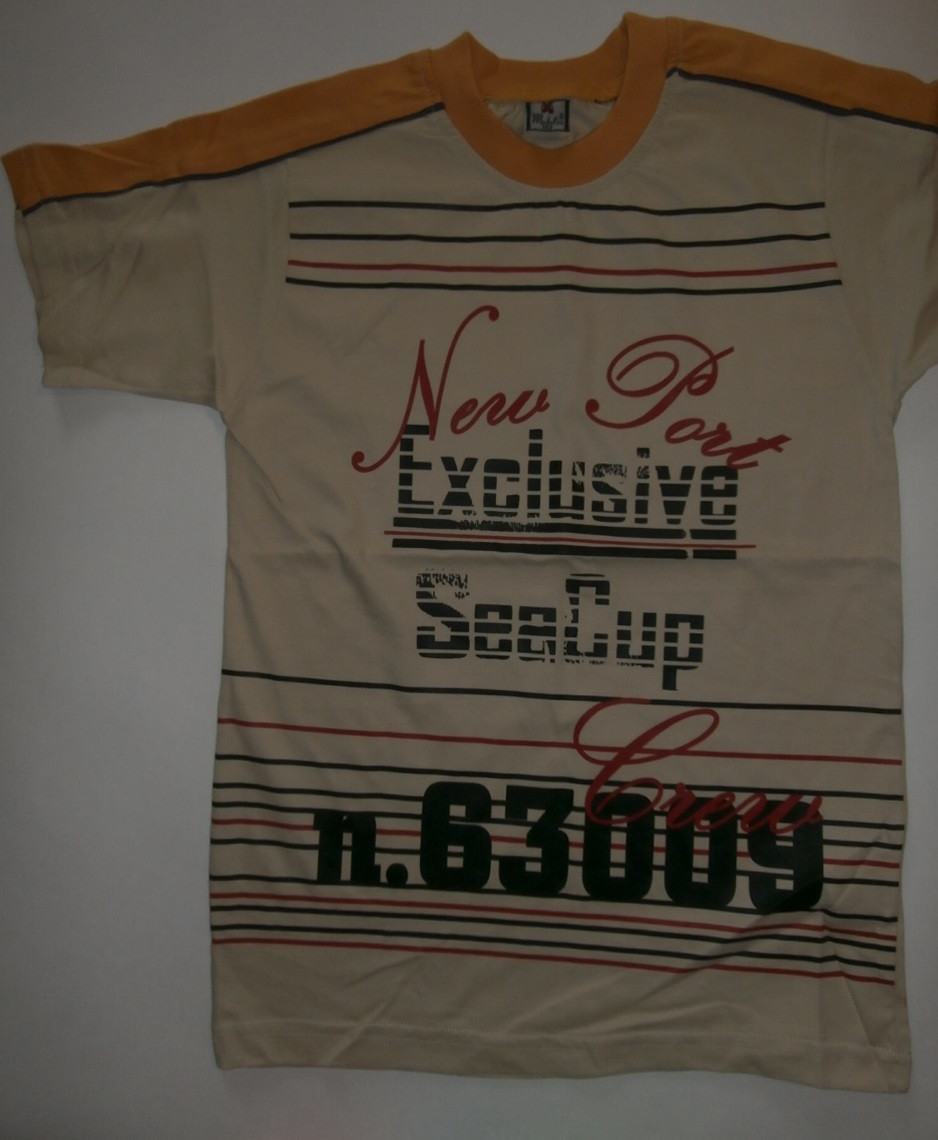 New Port
Exclusive
SeaCup
Crew
n.63009